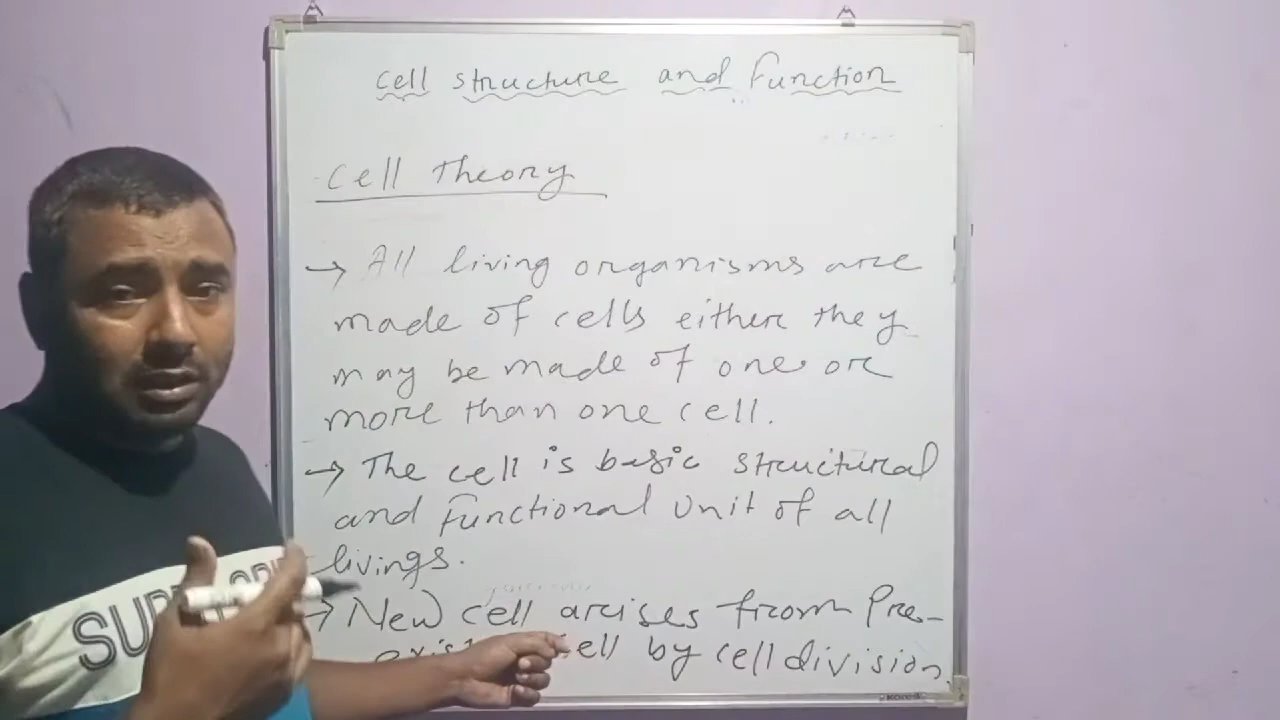 cell structure and Function
Cell Theory
→ All living organisms are
made of cells either they
may be made of one or
more than one cell.
→ The cell is basic structural
and functional unit of all
livings.
→ New cell arises from Pre-
cell by cell division.